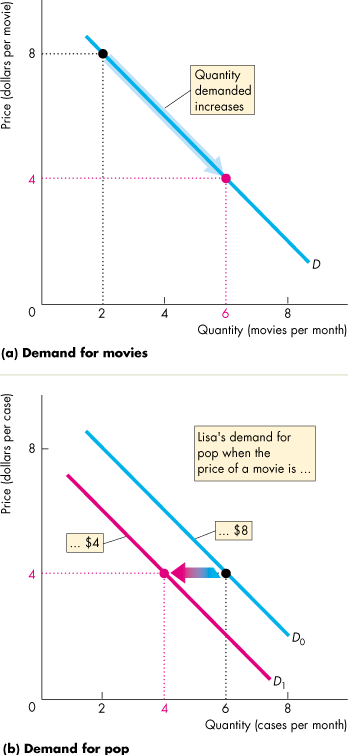 Price (dollars per movie)
8
Quantity
demanded
increases
4
D
0
2
4
6
8
Quantity (movies per month)
(a) Demand for movies
Price (dollars per case)
8
Lisa's demand for
pop when the
price of a movie is ...
... $8
... $4
4
D0
D1
0
2
4
6
8
Quantity (cases per month)
(b) Demand for pop